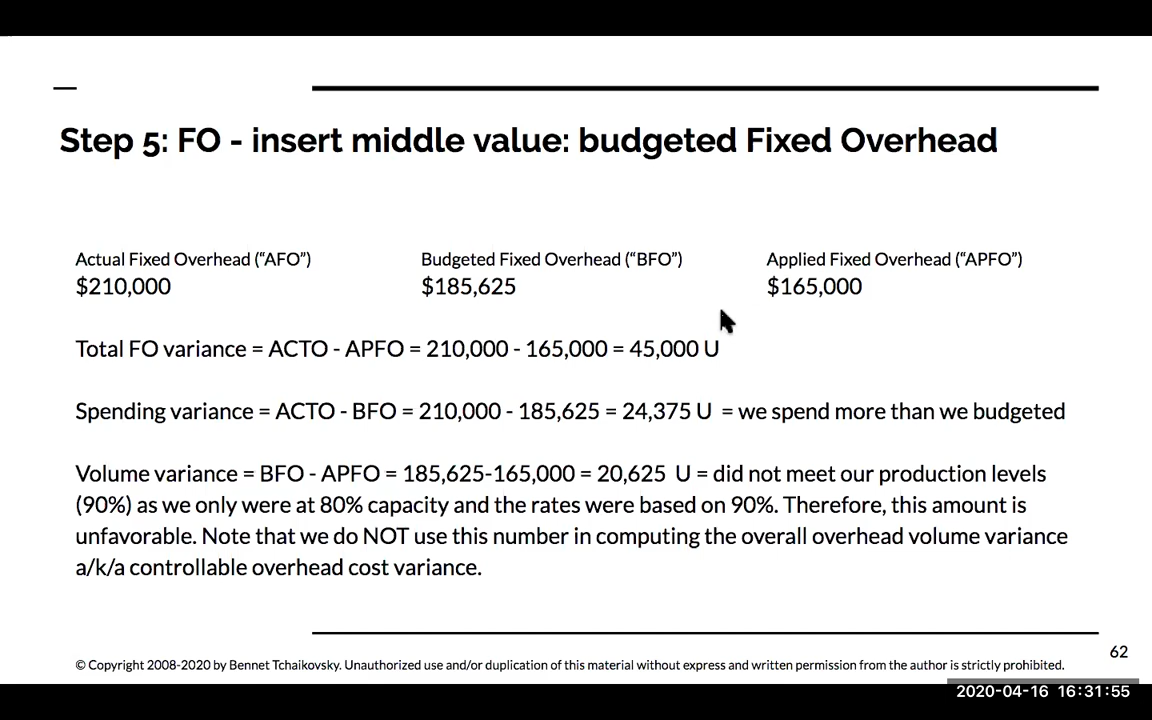 Step 5: FO - insert middle value: budgeted Fixed Overhead
Actual Fixed Overhead (“AFO”)
$210,000
Budgeted Fixed Overhead (“BFO”)
$185,625
Applied Fixed Overhead (“APFO”)
$165,000
Total FO variance = ACTO - APFO = 210,000 - 165,000 = 45,000 U
Spending variance = ACTO - BFO = 210,000 - 185,625 = 24,375 U = we spend more than we budgeted
Volume variance = BFO - APFO = 185,625-165,000 = 20,625 U = did not meet our production levels
(90%) as we only were at 80% capacity and the rates were based on 90%. Therefore, this amount is
unfavorable. Note that we do NOT use this number in computing the overall overhead volume variance
a/k/a controllable overhead cost variance.
62
© Copyright 2008-2020 by Bennet Tchaikovsky. Unauthorized use and/or duplication of this material without express and written permission from the author is strictly prohibited.
2020-04-16 16:31:55